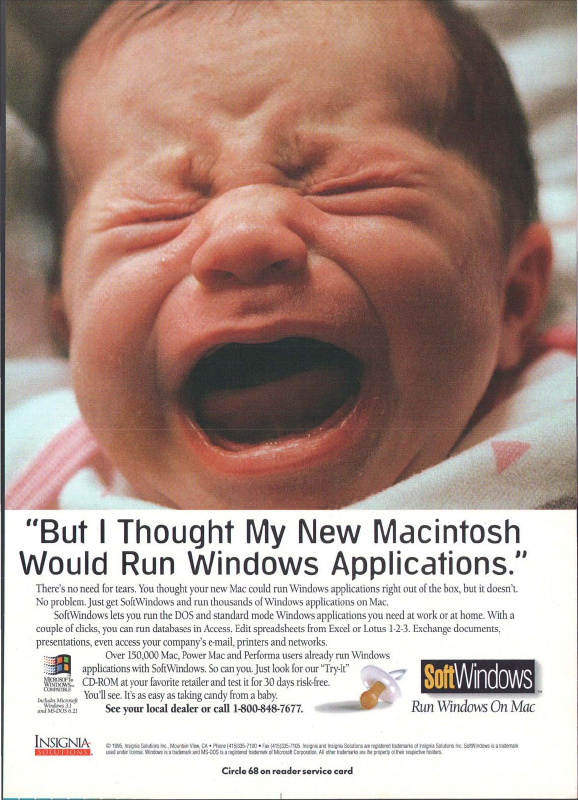 “But I Thought My New Macintosh
Would Run Windows Applications.”
There's no need for tears. You thought your new Mac could run Windows applications right out of the box, but it doesn't.
No problem. Just get SoftWindows and run thousands of Windows applications on Mac.
SoftWindows lets you run the DOS and standard mode Windows applications you need at work or at home. With a
couple of clicks, you can run databases in Access. Edit spreadsheets from Excel or Lotus 1-2-3. Exchange documents,
presentations, even access your company's e-mail, printers and networks.
Over 150,000 Mac, Power Mac and Performa users already run Windows
applications with SoftWindows. So can you. Just look for our “Try-It”
CD-ROM at your favorite retailer and test it for 30 days risk-free.
You'll see. It's as easy as taking candy from a baby.
See your local dealer or call 1-800-848-7677.
MICROSOFT
WINDOWS™
COMPATIBLE
Includes Microsoft
Windows 3.1
and MS-DOS 6.21
SoftWindows™
Run Windows On Mac
INSIGNIA
SOLUTIONS
© 1995, Insignia Solutions Inc., Mountain View, CA • Phone (415)335-7100 • Fax (415)335-7105. Insignia and Insignia Solutions are registered trademarks of Insignia Solutions Inc. SoftWindows is a trademark
used under license. Windows is a trademark and MS-DOS is a registered trademark of Microsoft Corporation. All other trademarks are the property of their respective holders.
Circle 68 on reader service card